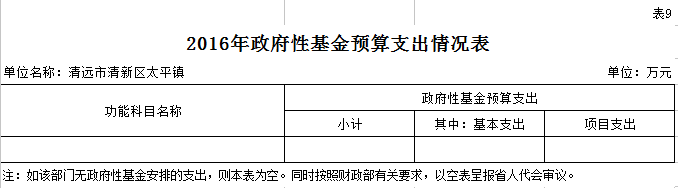 表9
2016年政府性基金预算支出情况表
单位名称：清远市清新区太平镇 单位：万元
功能科目名称 政府性基金预算支出
小计 其中：基本支出 项目支出
注：如该部门无政府性基金安排的支出，则本表为空。同时按照财政部有关要求，以空表呈报省人代会审议。